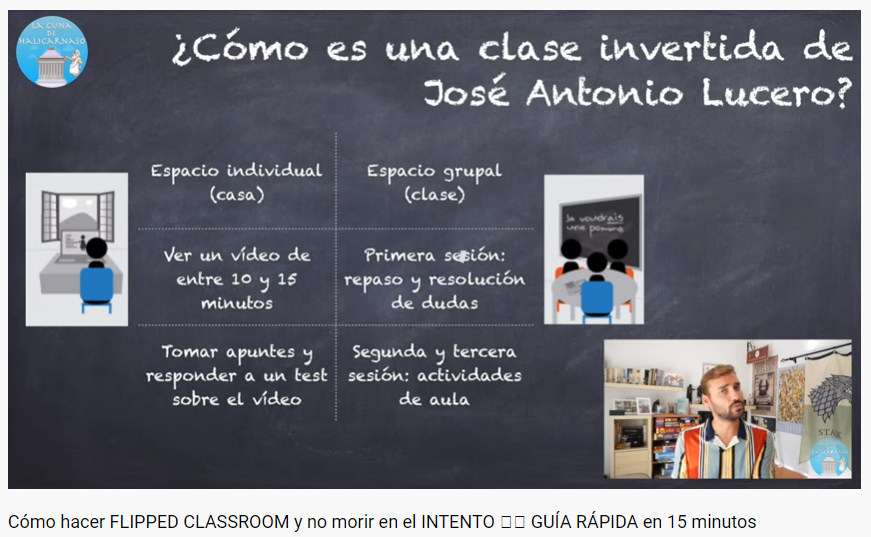 LA CUNA
DE
HALICARNASO
¿Cómo es una clase invertida de
José Antonio Lucero?
Espacio individual
(casa)
Espacio grupal
(clase)
Ver un vídeo de
entre 10 y 15
minutos
Primera sesión:
repaso y resolución
de dudas
Tomar apuntes y
responder a un test
sobre el vídeo
Segunda y tercera
sesión: actividades
de aula
je voudrais
une pomme
STAR
Cómo hacer FLIPPED CLASSROOM y no morir en el INTENTO GUÍA RÁPIDA en 15 minutos